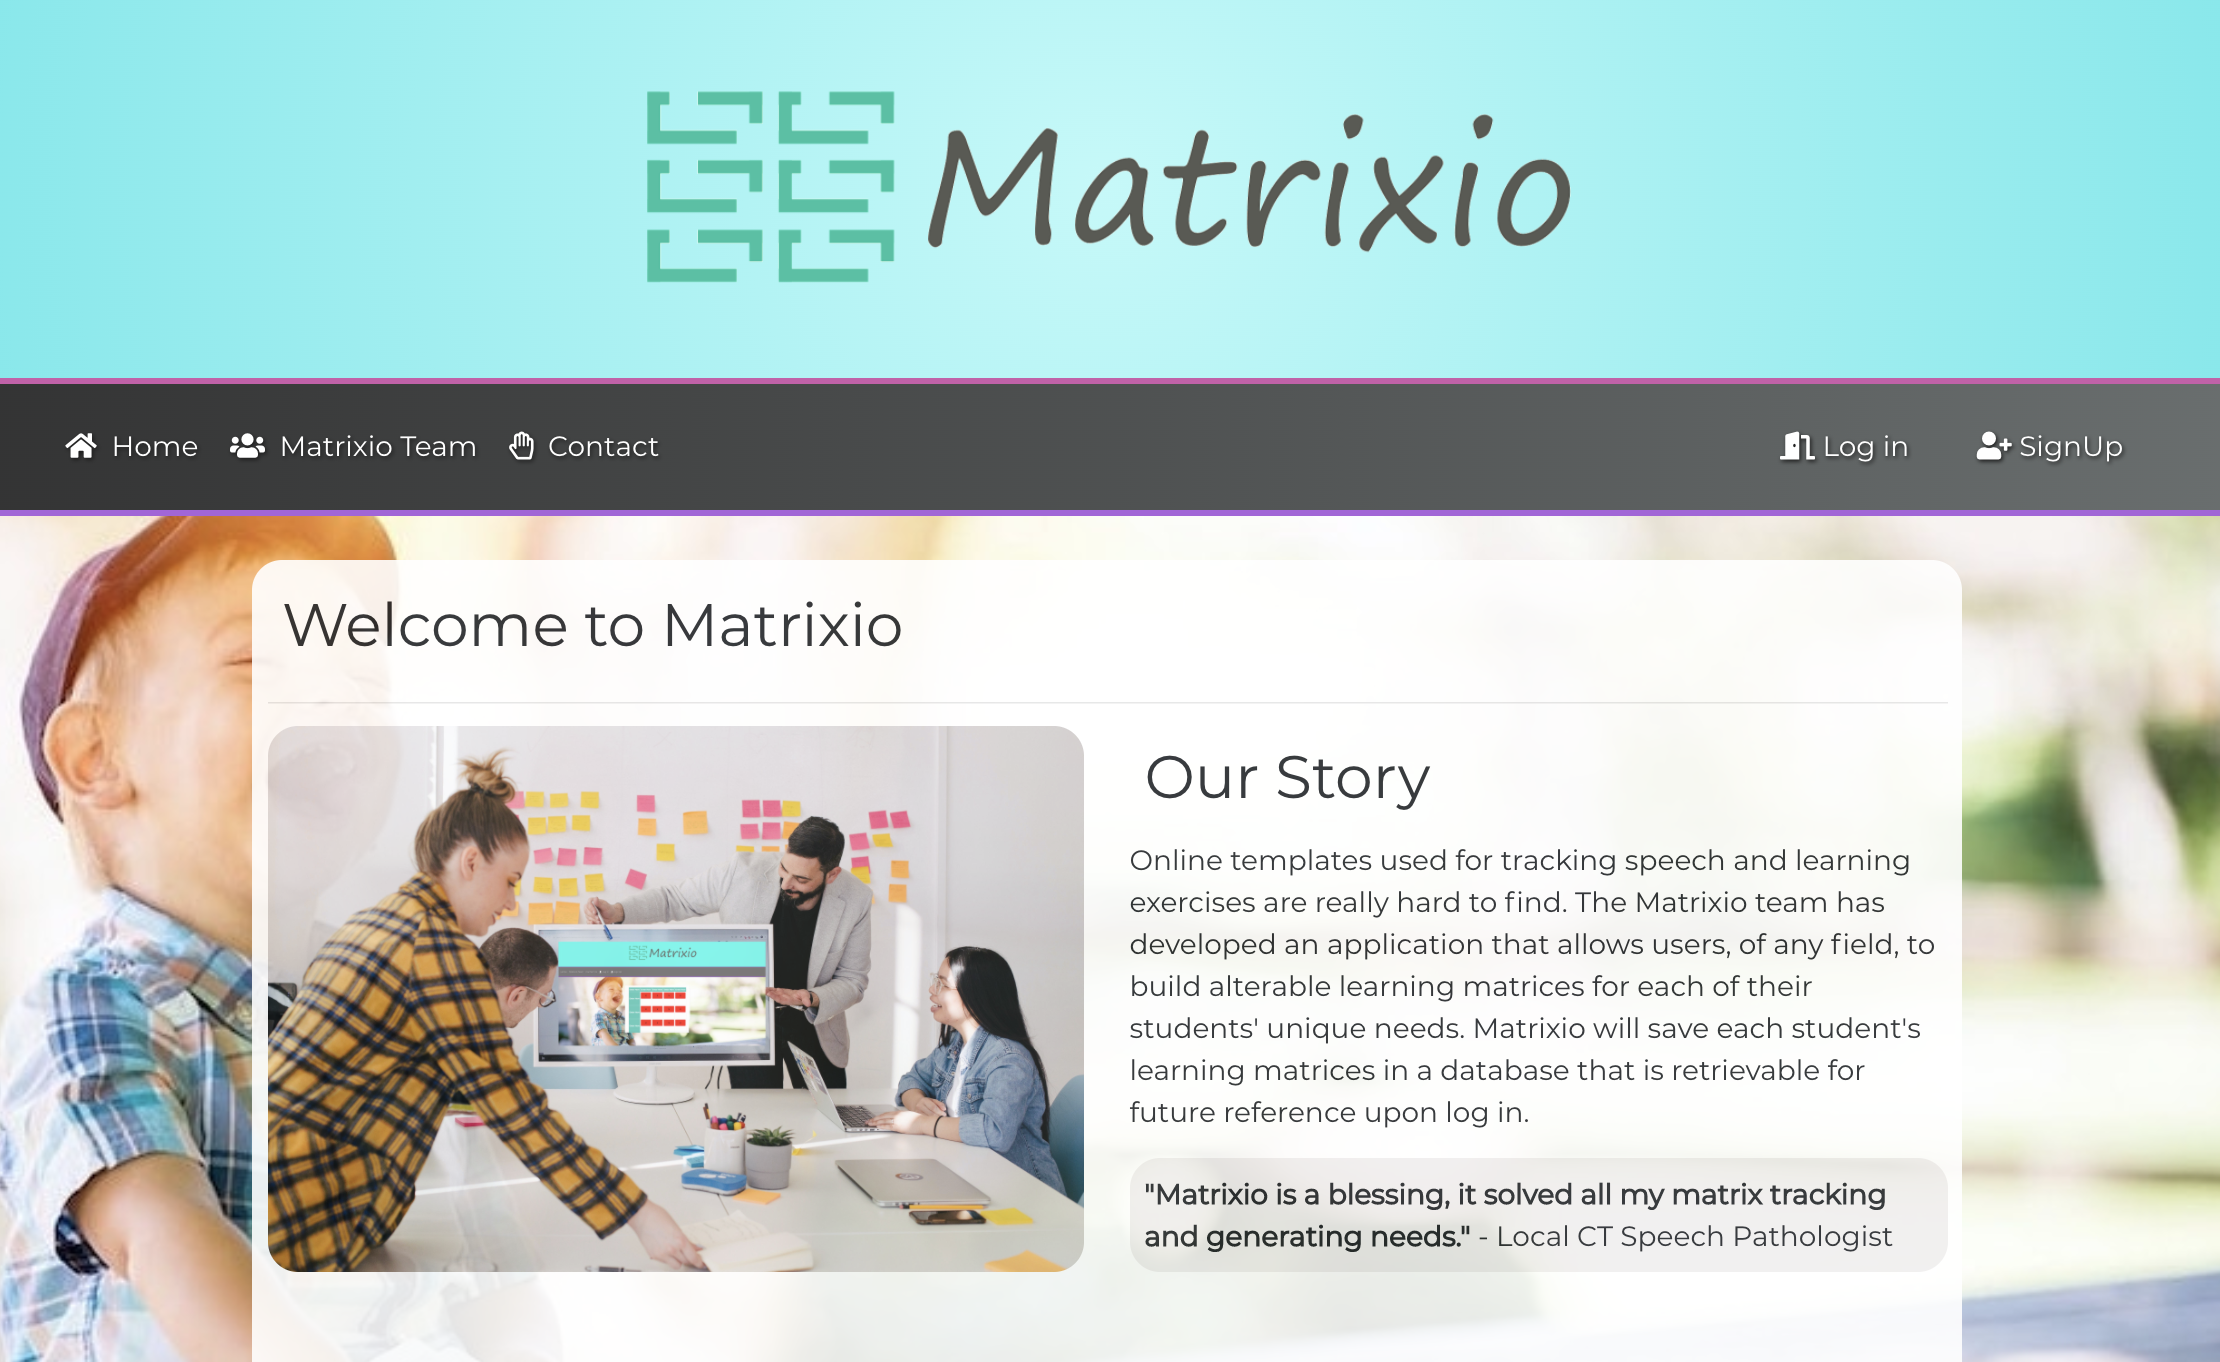 Matrixio
Home Matrixio Team Contact Log in SignUp
Welcome to Matrixio
Matrixio
Our Story
Online templates used for tracking speech and learning
exercises are really hard to find. The Matrixio team has
developed an application that allows users, of any field, to
build alterable learning matrices for each of their
students' unique needs. Matrixio will save each student's
learning matrices in a database that is retrievable for
future reference upon log in.
"Matrixio is a blessing, it solved all my matrix tracking
and generating needs." - Local CT Speech Pathologist